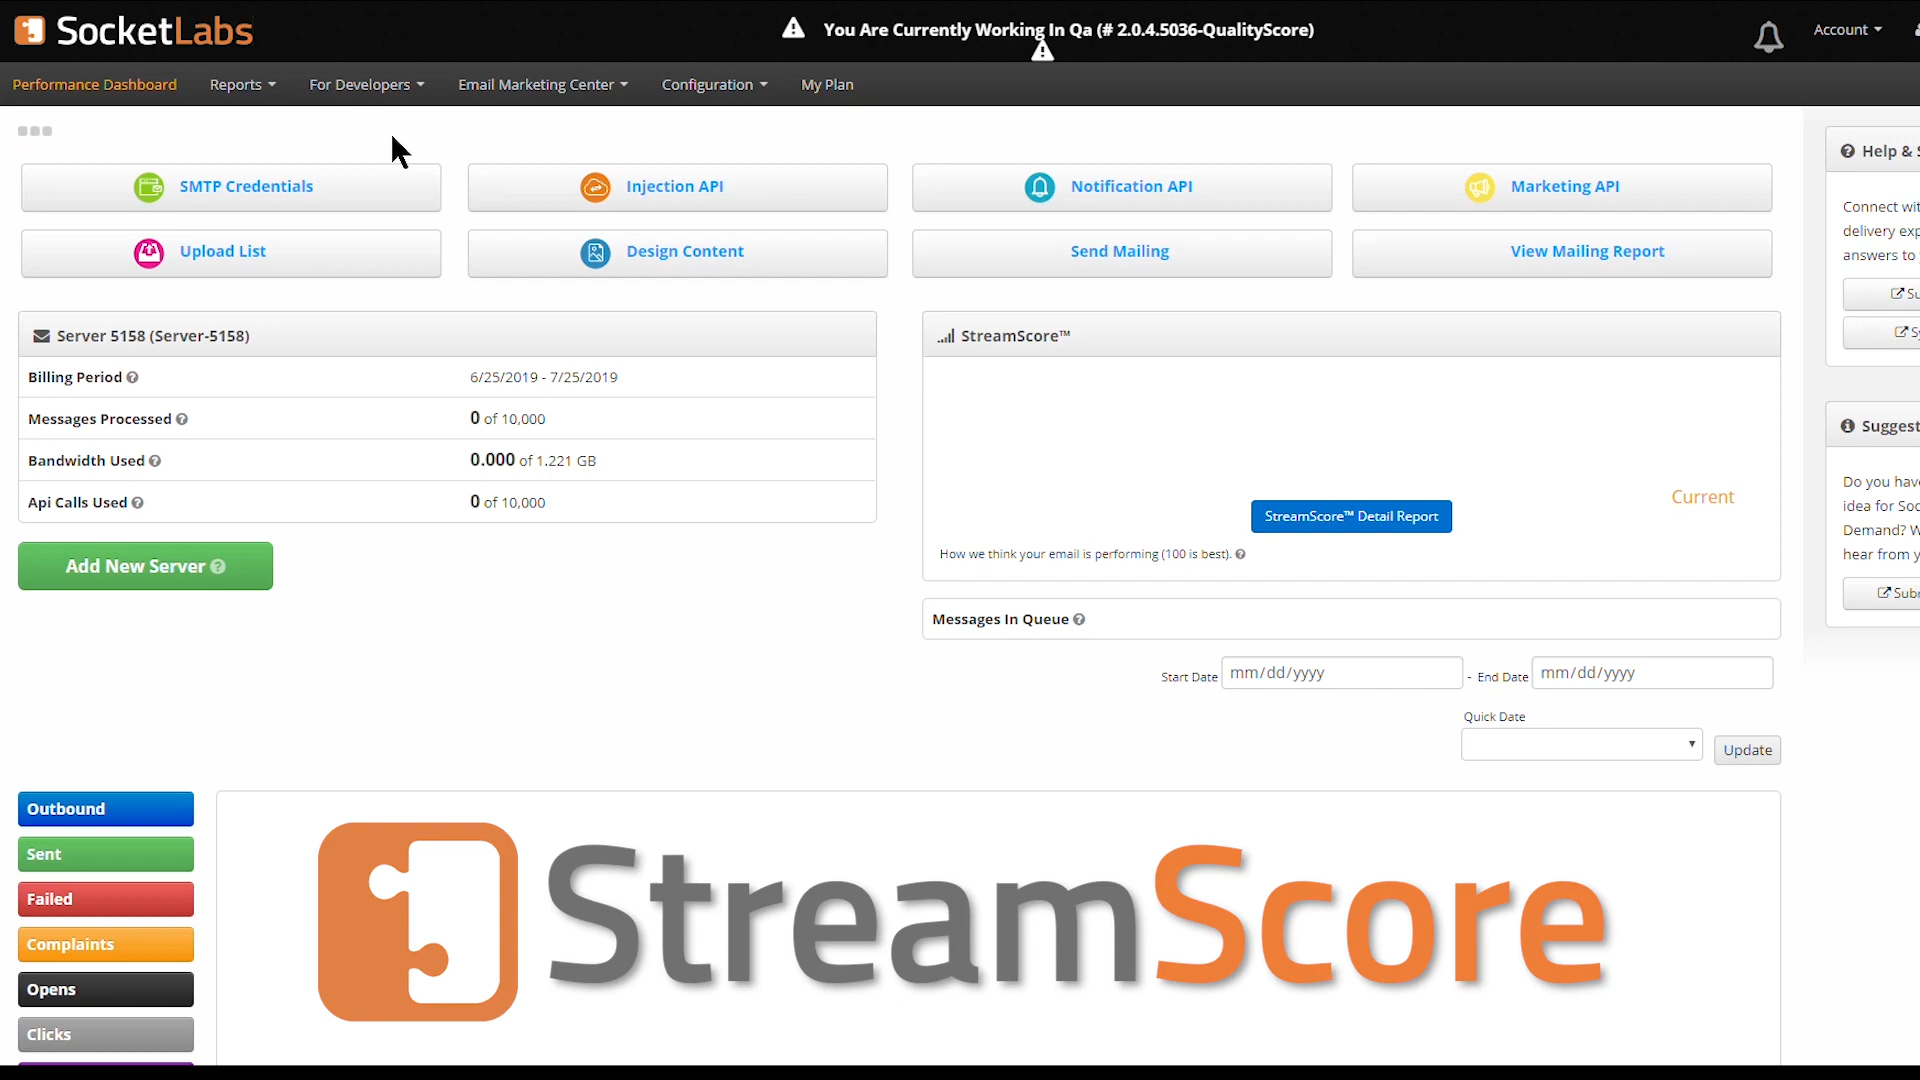 SocketLabs
You Are Currently Working In Qa (# 2.0.4.5036-QualityScore)
Account
Performance Dashboard
Reports
For Developers
Email Marketing Center
Configuration
My Plan
SMTP Credentials
Injection API
Notification API
Marketing API
Upload List
Design Content
Send Mailing
View Mailing Report
Server 5158 (Server-5158)
Billing Period
6/25/2019 - 7/25/2019
Messages Processed
0 of 10,000
Bandwidth Used
0.000 of 1.221 GB
Api Calls Used
0 of 10,000
Add New Server
StreamScore™
Current
StreamScore™ Detail Report
How we think your email is performing (100 is best).
Messages In Queue
Start Date mm/dd/yyyy - End Date mm/dd/yyyy
Quick Date
Update
Help &
Connect
delivery
answers to
Do you
idea for
Demand?
hear from
Outbound
Sent
Failed
Complaints
Opens
Clicks
StreamScore